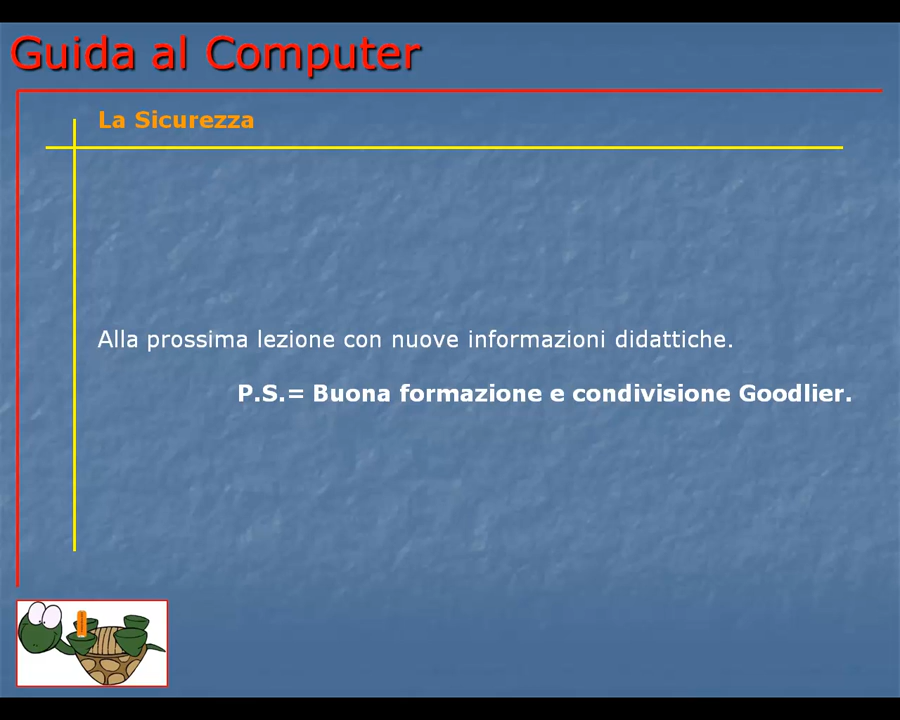 Guida al Computer
La Sicurezza
Alla prossima lezione con nuove informazioni didattiche.
P.S.= Buona formazione e condivisione Goodlier.